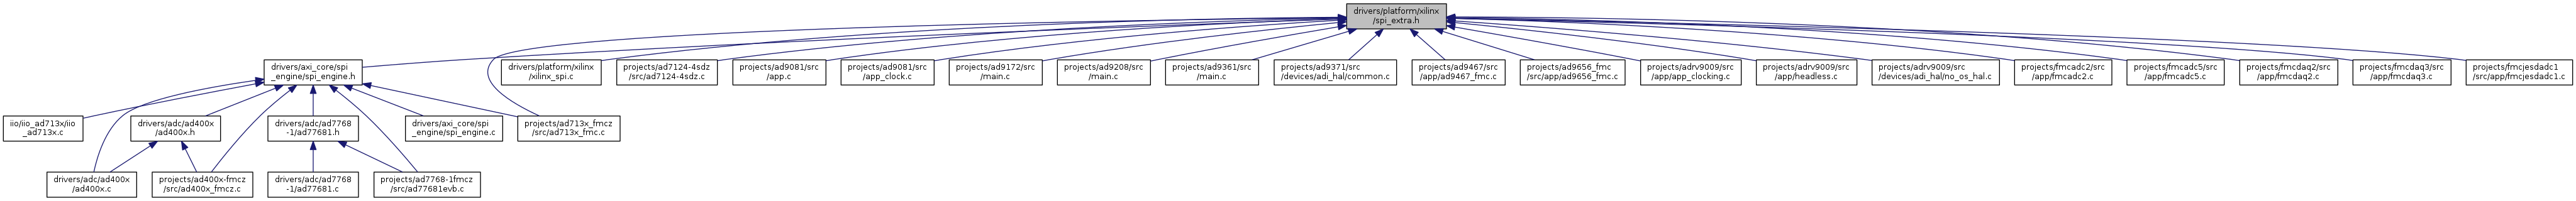 drivers/platform/xilinx
/spi_extra.h
drivers/axi_core/spi
_engine/spi_engine.h
drivers/platform/xilinx
/xilinx_spi.c
projects/ad7124-4sdz
/src/ad7124-4sdz.c
projects/ad9081/src
/app.c
projects/ad9081/src
/app_clock.c
projects/ad9172/src
/main.c
projects/ad9208/src
/main.c
projects/ad9361/src
/main.c
projects/ad9371/src
/devices/adi_hal/common.c
projects/ad9467/src
/app/ad9467_fmc.c
projects/ad9656_fmc
/src/app/ad9656_fmc.c
projects/adrv9009/src
/app/app_clocking.c
projects/adrv9009/src
/app/headless.c
projects/adrv9009/src
/devices/adi_hal/no_os_hal.c
projects/fmcadc2/src
/app/fmcadc2.c
projects/fmcadc5/src
/app/fmcadc5.c
projects/fmcdaq2/src
/app/fmcdaq2.c
projects/fmcdaq3/src
/app/fmcdaq3.c
projects/fmcjesdadc1
/src/app/fmcjesdadc1.c
iio/iio_ad713x/iio
_ad713x.c
drivers/adc/ad400x
/ad400x.h
drivers/adc/ad7768
-1/ad77681.h
drivers/axi_core/spi
_engine/spi_engine.c
projects/ad713x_fmcz
/src/ad713x_fmc.c
drivers/adc/ad400x
/ad400x.c
projects/ad400x-fmcz
/src/ad400x_fmcz.c
drivers/adc/ad7768
-1/ad77681.c
projects/ad7768-1fmcz
/src/ad77681evb.c